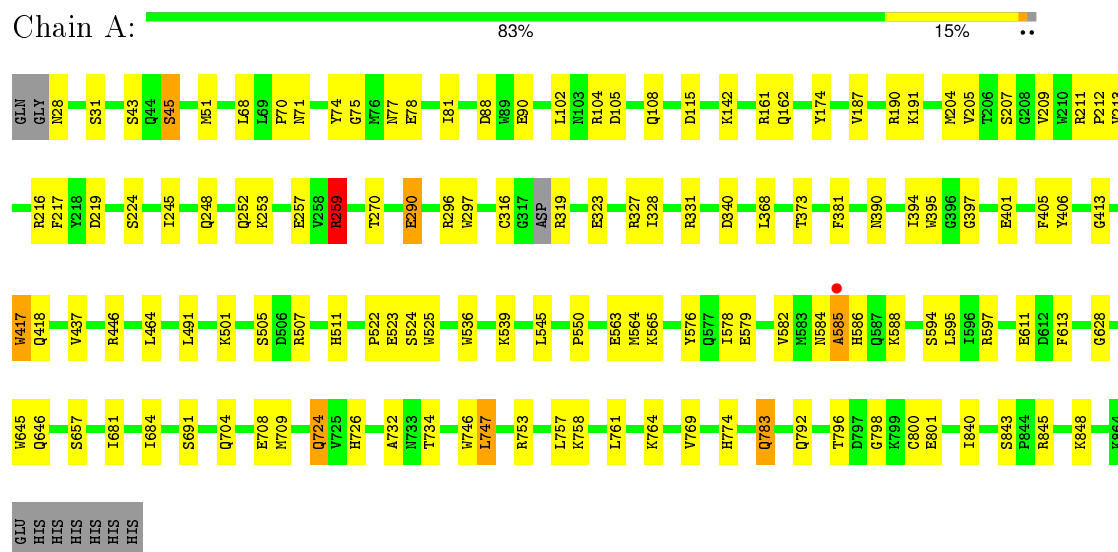 Chain A:
83% 15% ••
GLN GLY N28 S31 S43 Q44 S45 M51 L68 L69 P70 N71 Y74 G75 M76 N77 E78 I81 D88 W89 E90 L102 N103 R104 D105 Q108 D115 K142 R161 Q162 Y174 V187 R190 K191 M204 V205 T206 S207 G208 V209 W210 R211 P212
R216 F217 Y218 D219 S224 I245 Q248 Q252 K253 E257 V258 R259 T270 E290 R296 W297 C316 G317 ASP R319 E323 R327 I328 R331 D340 L368 T373 F381 N390 I394 W395 G396 G397 E401 F405 Y406 G413
W417 Q418 V437 R446 L464 L491 K501 S505 D506 R507 H511 P522 E523 S524 W525 W536 K539 L545 P550 E563 M564 K565 Y576 Q577 I578 E579 V582 M583 N584 A585 H586 Q587 K588 S594 L595 I596 R597 E611 D612 F613 G628
W645 Q646 S657 I681 I684 S691 Q704 E708 M709 Q724 V725 H726 A732 N733 T734 W746 L747 R753 L757 K758 L761 K764 V769 H774 Q783 Q792 T796 D797 G798 K799 C800 E801 I840 S843 P844 R845 K848 K864
GLU HIS HIS HIS HIS HIS HIS